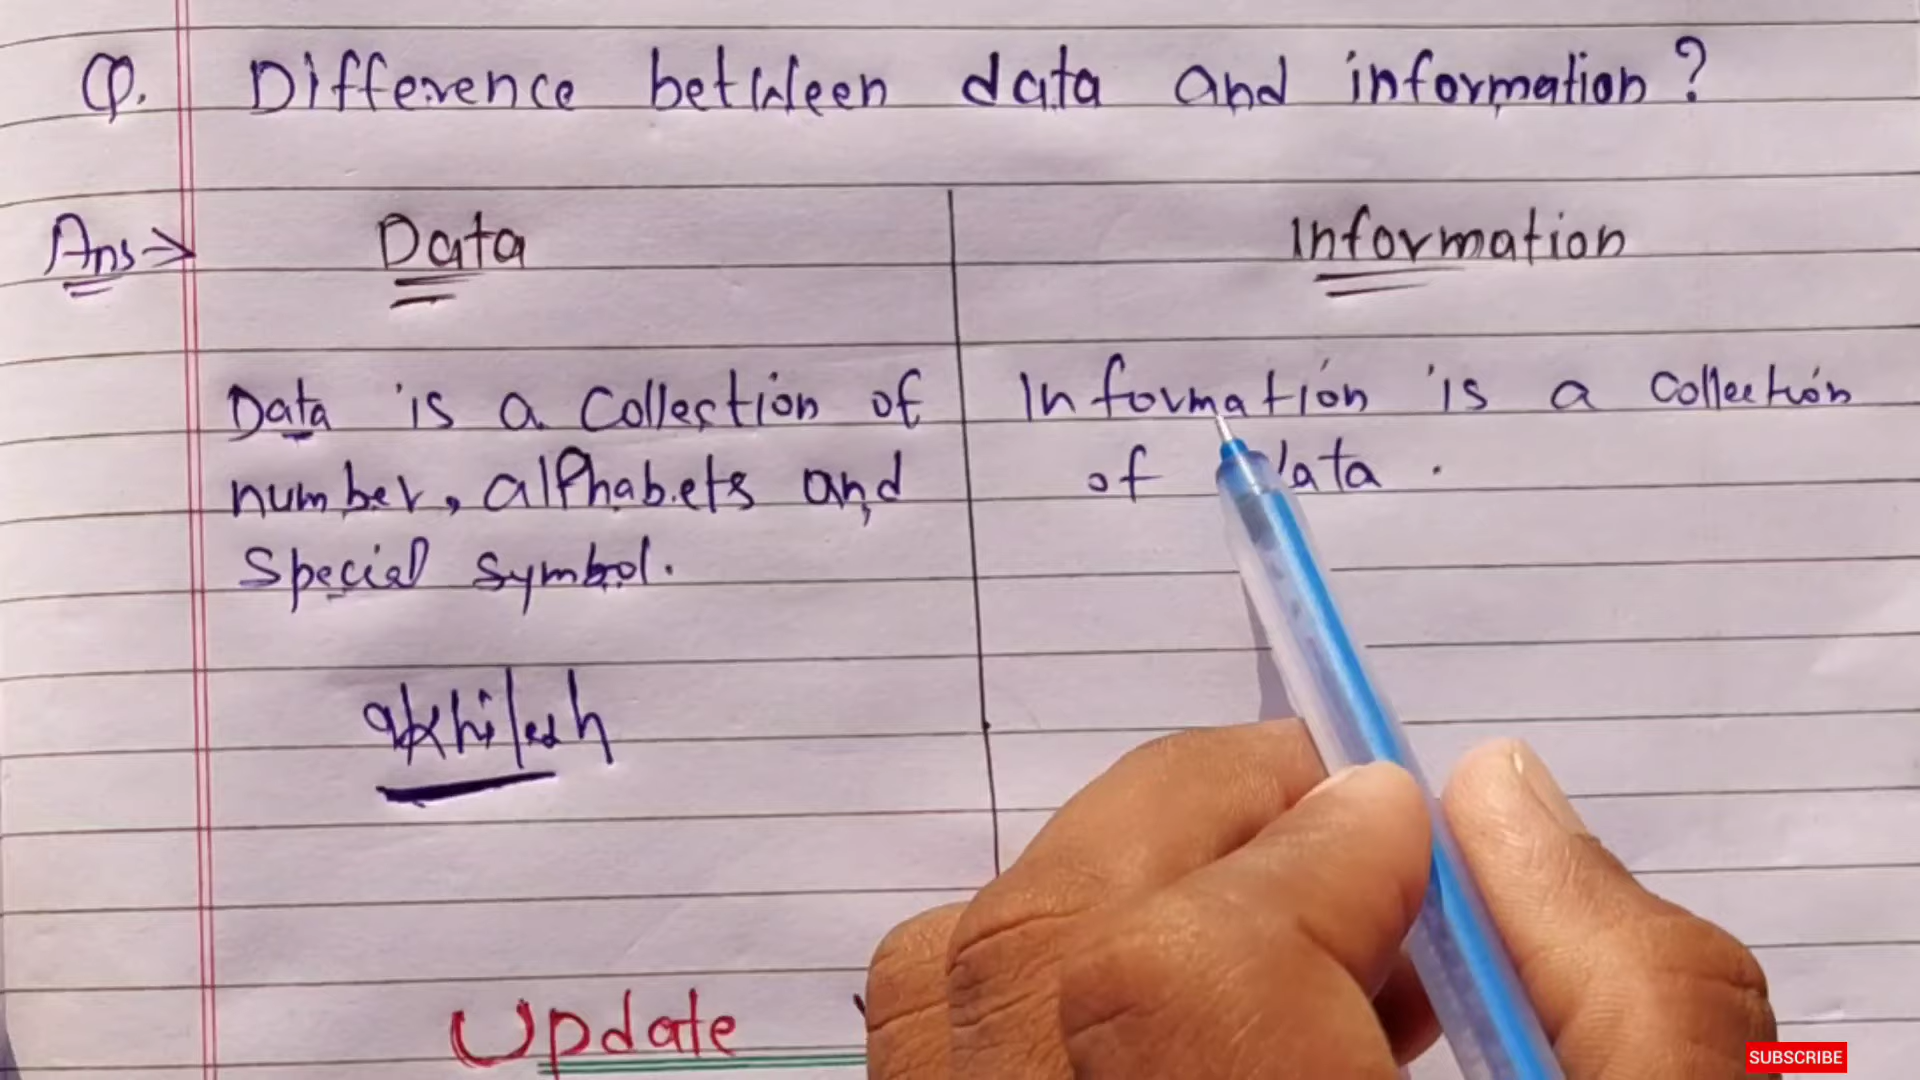 Q. Difference between data and information?
Ans→ Data Information
Data is a collection of
number, alphabets and
special symbol.
Information is a collection
of data.
akhilesh
Update
SUBSCRIBE